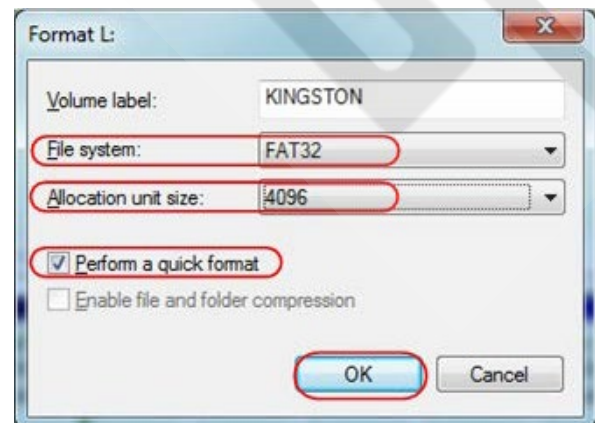 Format L:
Volume label: KINGSTON
File system: FAT32
Allocation unit size: 4096
Perform a quick format
Enable file and folder compression
OK Cancel